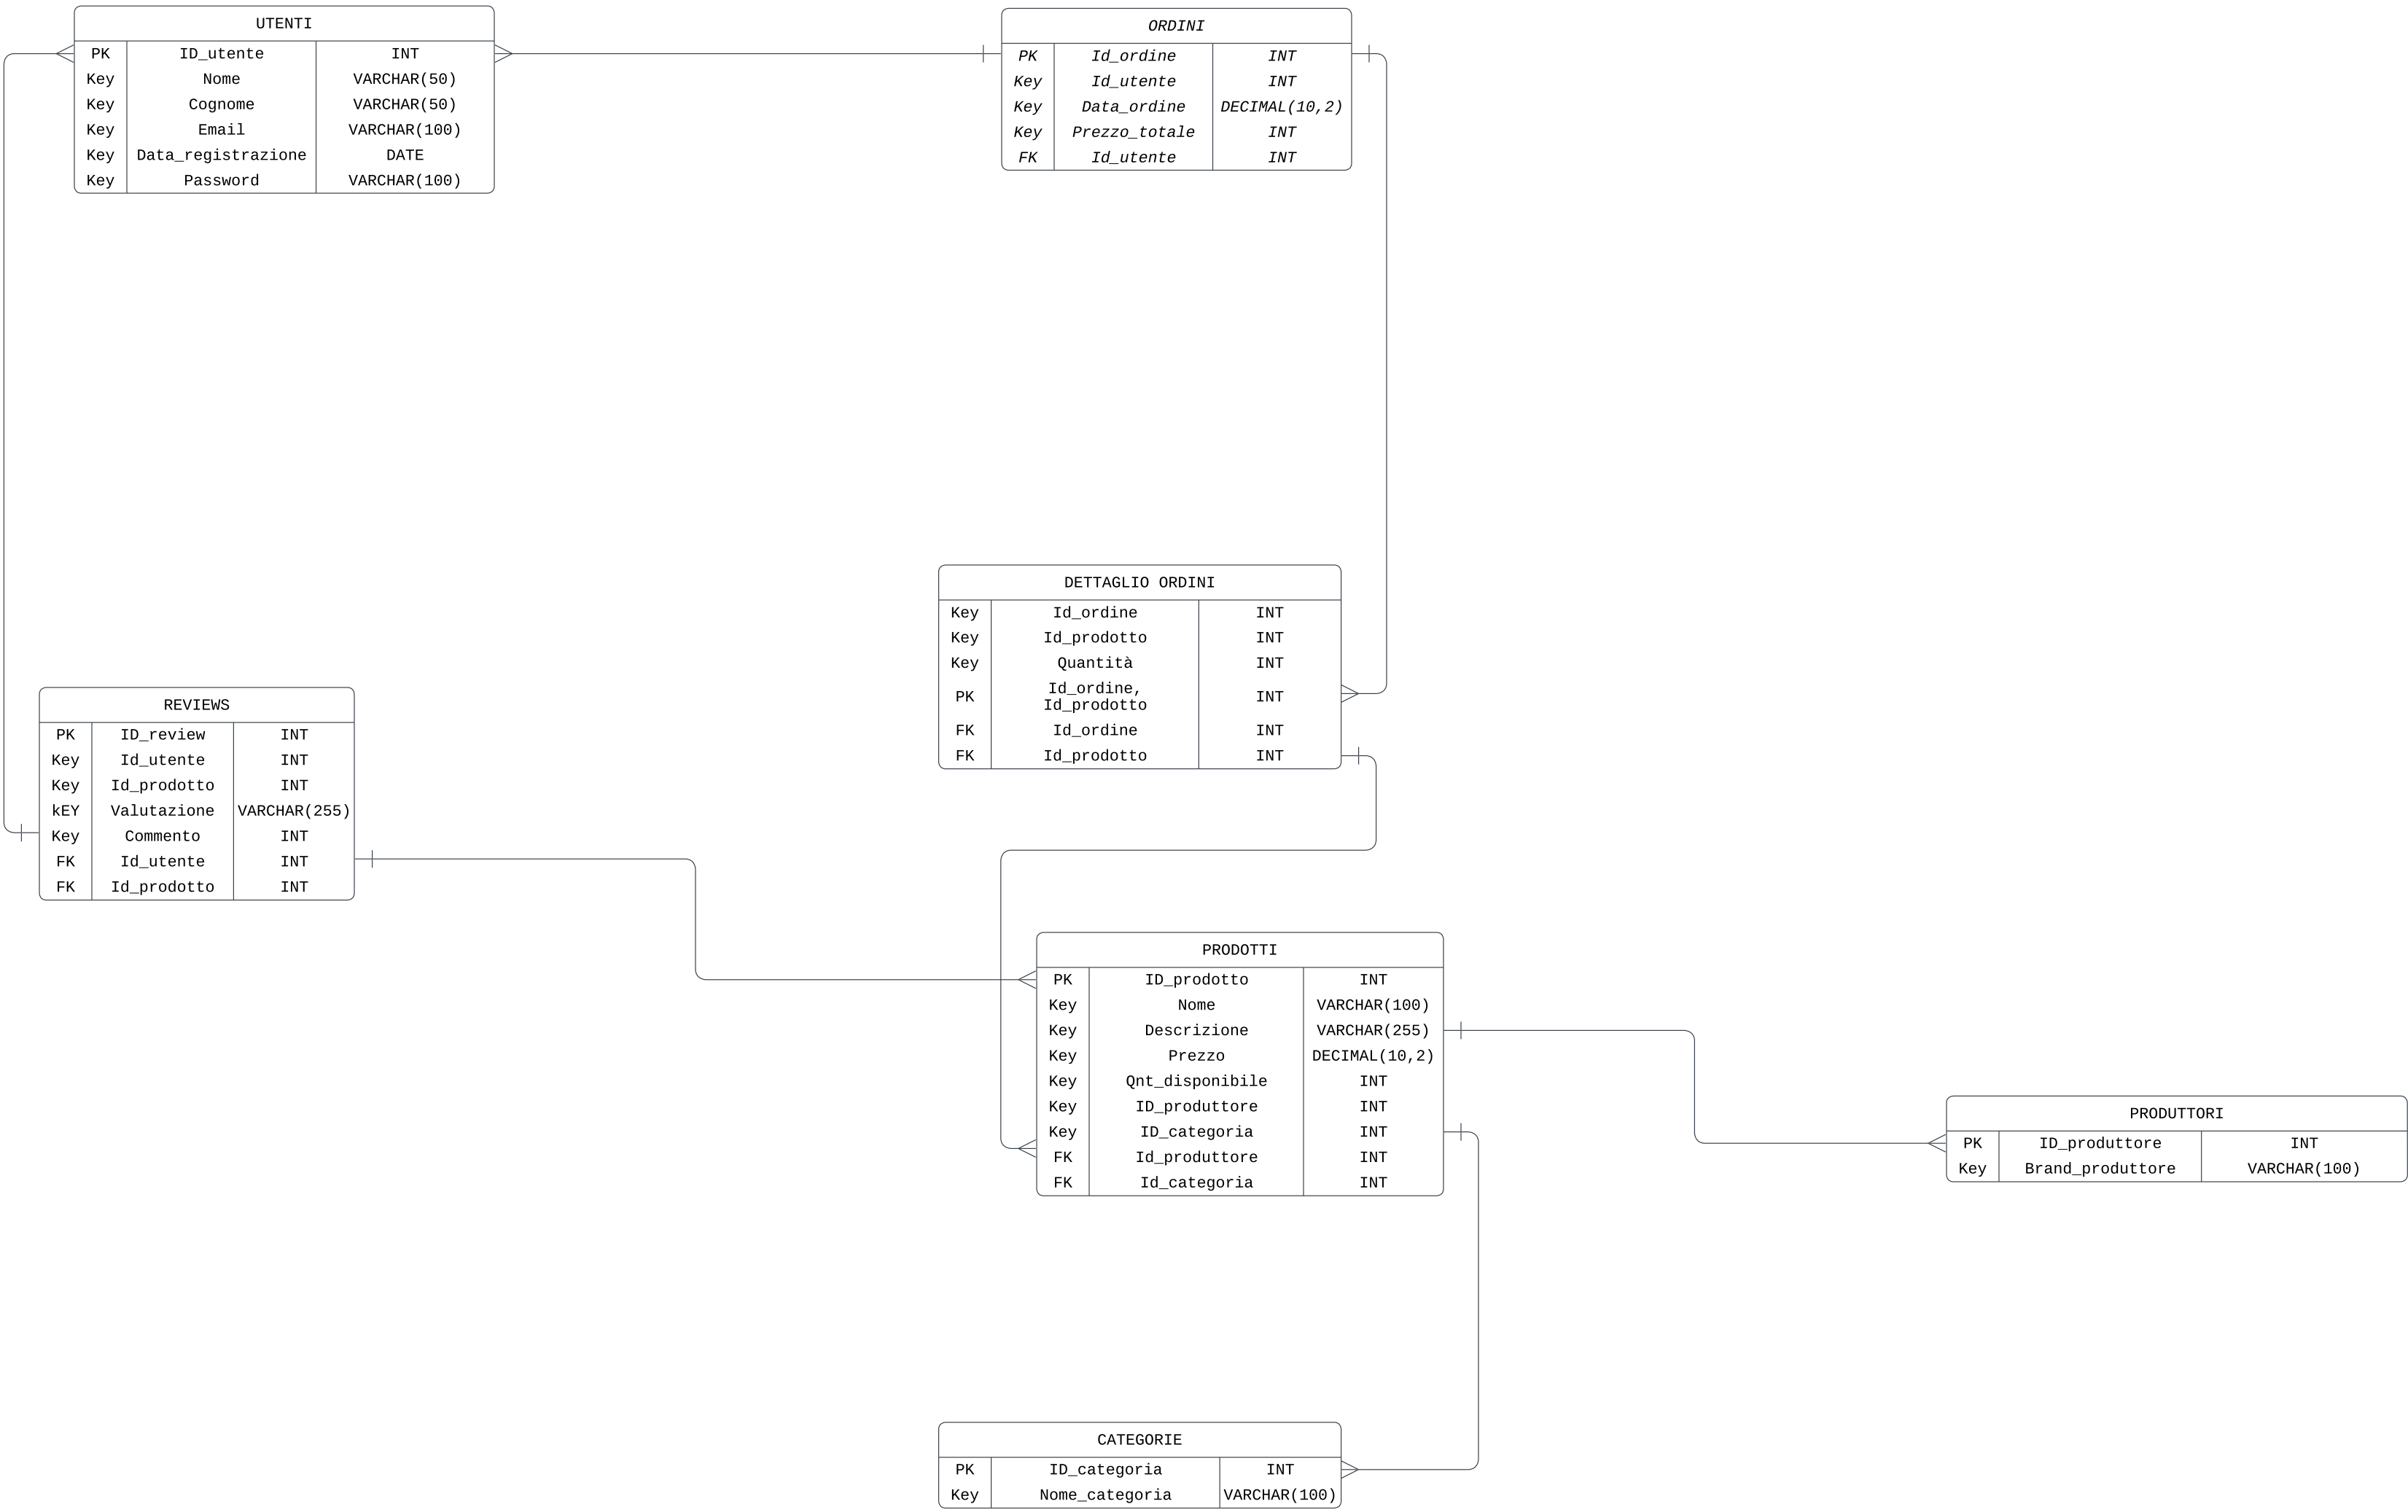 UTENTI
PK ID_utente INT
Key Nome VARCHAR(50)
Key Cognome VARCHAR(50)
Key Email VARCHAR(100)
Key Data_registrazione DATE
Key Password VARCHAR(100)
ORDINI
PK Id_ordine INT
Key Id_utente INT
Key Data_ordine DECIMAL(10,2)
Key Prezzo_totale INT
FK Id_utente INT
DETTAGLIO ORDINI
Key Id_ordine INT
Key Id_prodotto INT
Key Quantità INT
PK Id_ordine, INT
Id_prodotto
FK Id_ordine INT
FK Id_prodotto INT
REVIEWS
PK ID_review INT
Key Id_utente INT
Key Id_prodotto INT
kEY Valutazione VARCHAR(255)
Key Commento INT
FK Id_utente INT
FK Id_prodotto INT
PRODOTTI
PK ID_prodotto INT
Key Nome VARCHAR(100)
Key Descrizione VARCHAR(255)
Key Prezzo DECIMAL(10,2)
Key Qnt_disponibile INT
Key ID_produttore INT
Key ID_categoria INT
FK Id_produttore INT
FK Id_categoria INT
PRODUTTORI
PK ID_produttore INT
Key Brand_produttore VARCHAR(100)
CATEGORIE
PK ID_categoria INT
Key Nome_categoria VARCHAR(100)